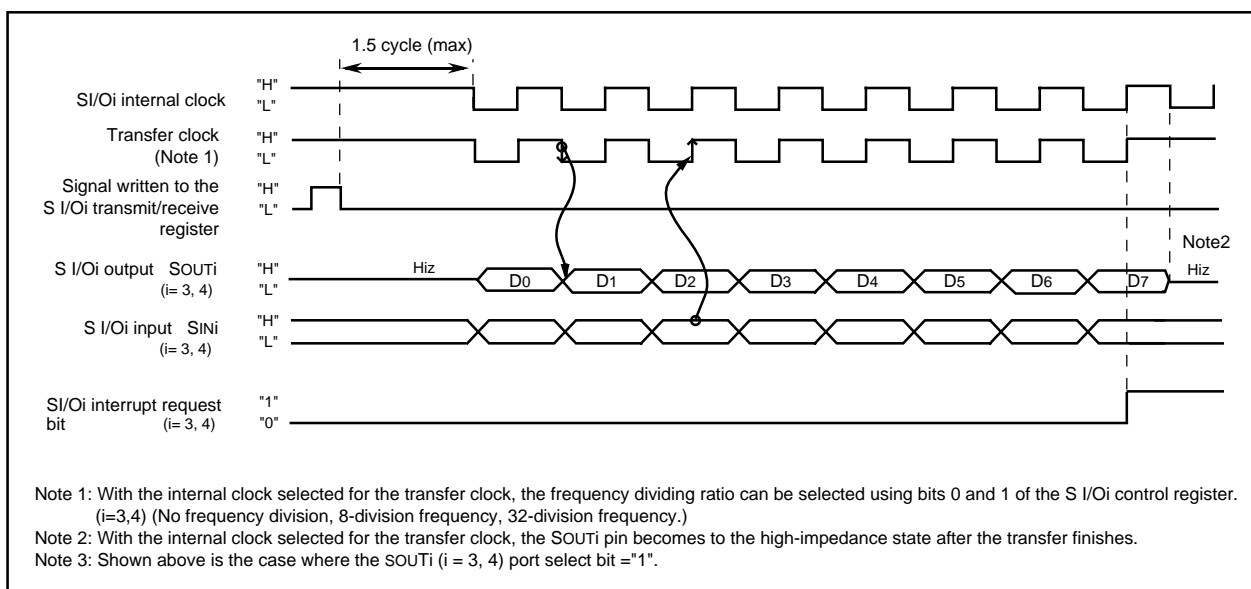 1.5 cycle (max)
SI/Oi internal clock "H" "L"
Transfer clock
(Note 1) "H" "L"
Signal written to the
S I/Oi transmit/receive
register "H" "L"
S I/Oi output SOUTi
(i= 3, 4) "H" "L" Hiz D0 D1 D2 D3 D4 D5 D6 D7 Note2 Hiz
S I/Oi input SINi
(i= 3, 4) "H" "L"
SI/Oi interrupt request
bit (i= 3, 4) "1" "0"
Note 1: With the internal clock selected for the transfer clock, the frequency dividing ratio can be selected using bits 0 and 1 of the S I/Oi control register.
(i=3,4) (No frequency division, 8-division frequency, 32-division frequency.)
Note 2: With the internal clock selected for the transfer clock, the SOUTi pin becomes to the high-impedance state after the transfer finishes.
Note 3: Shown above is the case where the SOUTi (i = 3, 4) port select bit ="1".